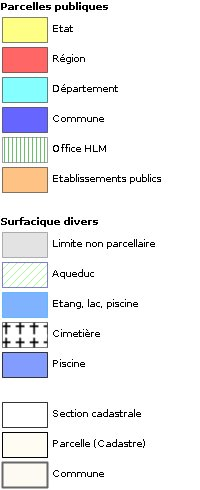 Parcelles publiques
Etat
Région
Département
Commune
Office HLM
Etablissements publics
Surfacique divers
Limite non parcellaire
Aqueduc
Etang, lac, piscine
Cimetière
Piscine
Section cadastrale
Parcelle (Cadastre)
Commune